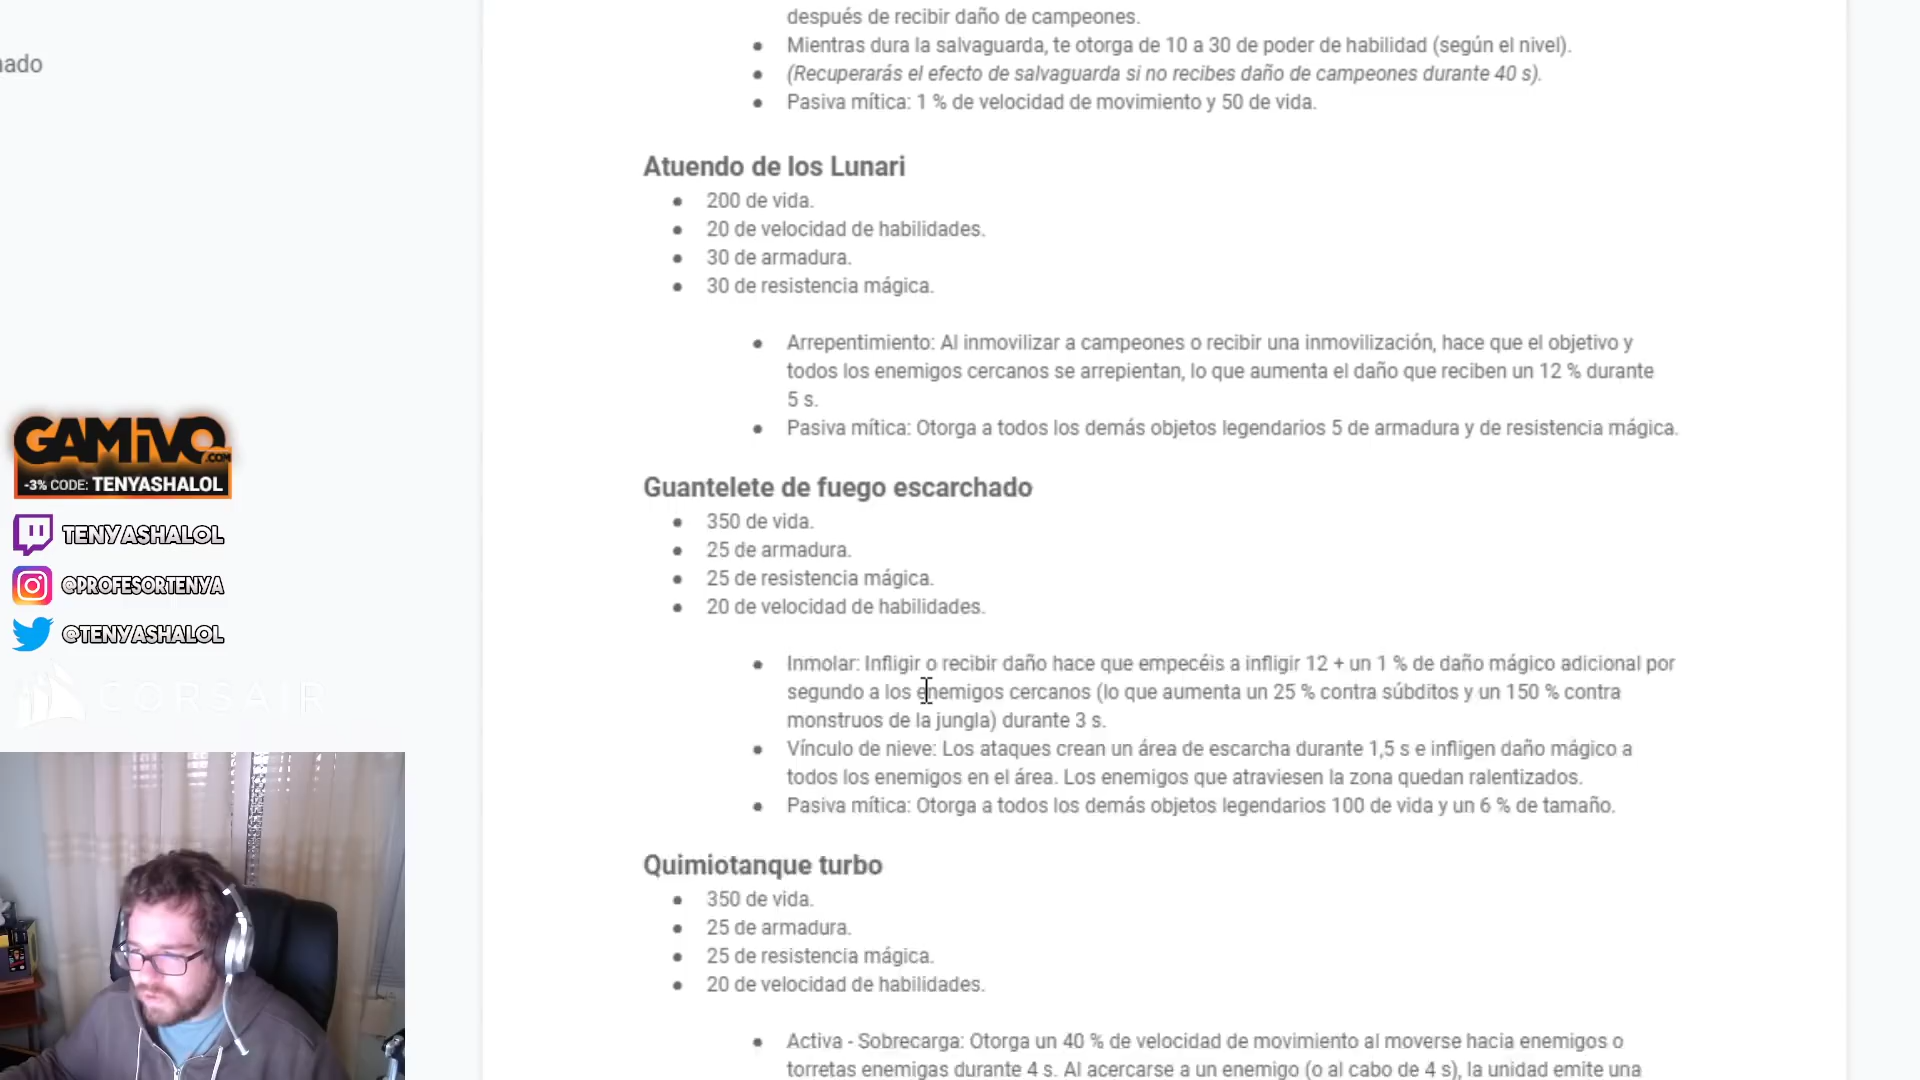 después de recibir daño de campeones.
● Mientras dura la salvaguarda, te otorga de 10 a 30 de poder de habilidad (según el nivel).
nado
● (Recuperarás el efecto de salvaguarda si no recibes daño de campeones durante 40 s).
● Pasiva mítica: 1 % de velocidad de movimiento y 50 de vida.
Atuendo de los Lunari
● 200 de vida.
● 20 de velocidad de habilidades.
● 30 de armadura.
● 30 de resistencia mágica.
● Arrepentimiento: Al inmovilizar a campeones o recibir una inmovilización, hace que el objetivo y
todos los enemigos cercanos se arrepientan, lo que aumenta el daño que reciben un 12 % durante
5 s.
● Pasiva mítica: Otorga a todos los demás objetos legendarios 5 de armadura y de resistencia mágica.
Guantelete de fuego escarchado
● 350 de vida.
● 25 de armadura.
● 25 de resistencia mágica.
● 20 de velocidad de habilidades.
● Inmolar: Infligir o recibir daño hace que empecéis a infligir 12 + un 1 % de daño mágico adicional por
segundo a los enemigos cercanos (lo que aumenta un 25 % contra súbditos y un 150 % contra
monstruos de la jungla) durante 3 s.
● Vínculo de nieve: Los ataques crean un área de escarcha durante 1,5 s e infligen daño mágico a
todos los enemigos en el área. Los enemigos que atraviesen la zona quedan ralentizados.
● Pasiva mítica: Otorga a todos los demás objetos legendarios 100 de vida y un 6 % de tamaño.
Quimiotanque turbo
● 350 de vida.
● 25 de armadura.
● 25 de resistencia mágica.
● 20 de velocidad de habilidades.
● Activa - Sobrecarga: Otorga un 40 % de velocidad de movimiento al moverse hacia enemigos o
torretas enemigas durante 4 s. Al acercarse a un enemigo (o al cabo de 4 s), la unidad emite una
GAMIVO.COM
-3% CODE: TENYASHALOL
TENYASHALOL
@PROFESORTENYA
@TENYASHALOL
CORSAIR